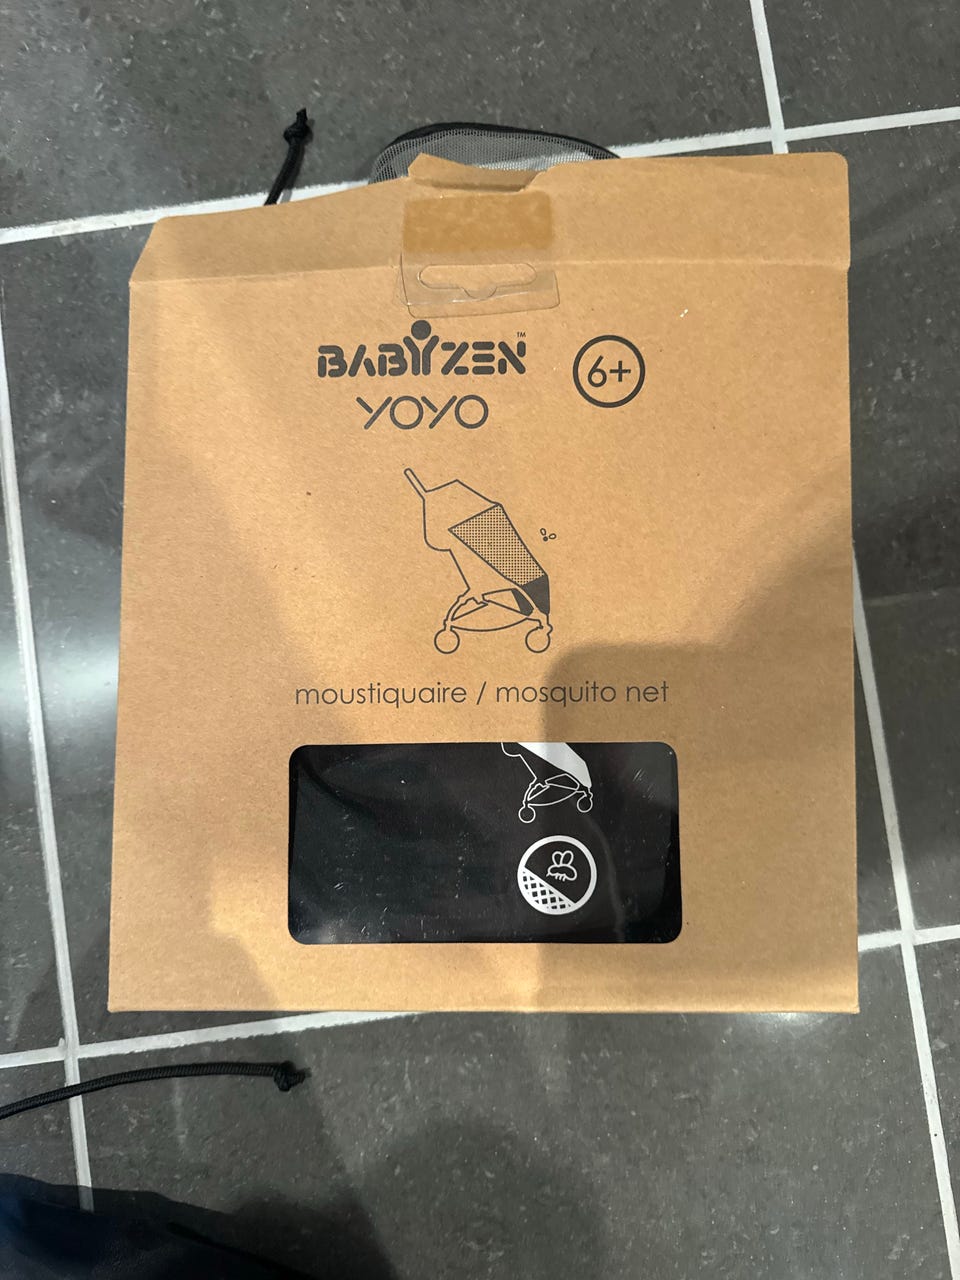 BABYZEN™
YOYO
6+
moustiquaire / mosquito net